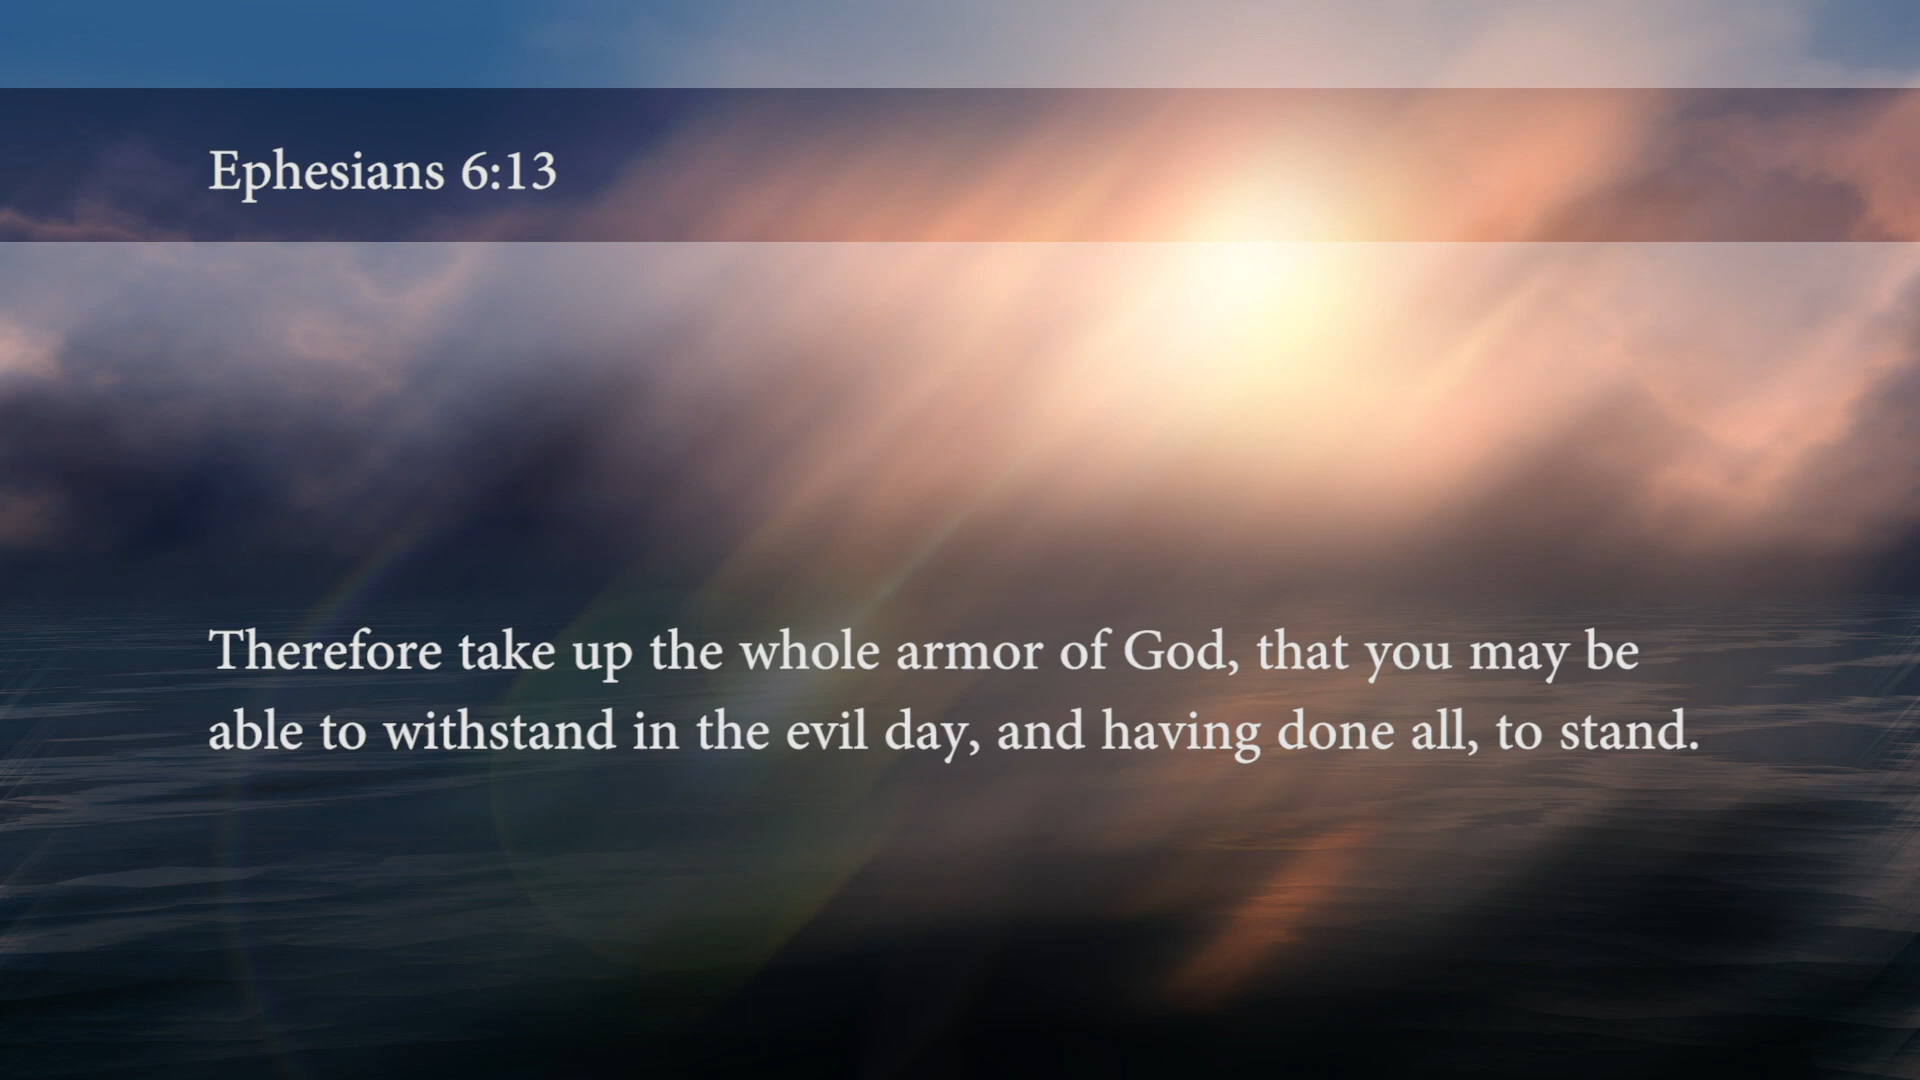 Ephesians 6:13
Therefore take up the whole armor of God, that you may be
able to withstand in the evil day, and having done all, to stand.